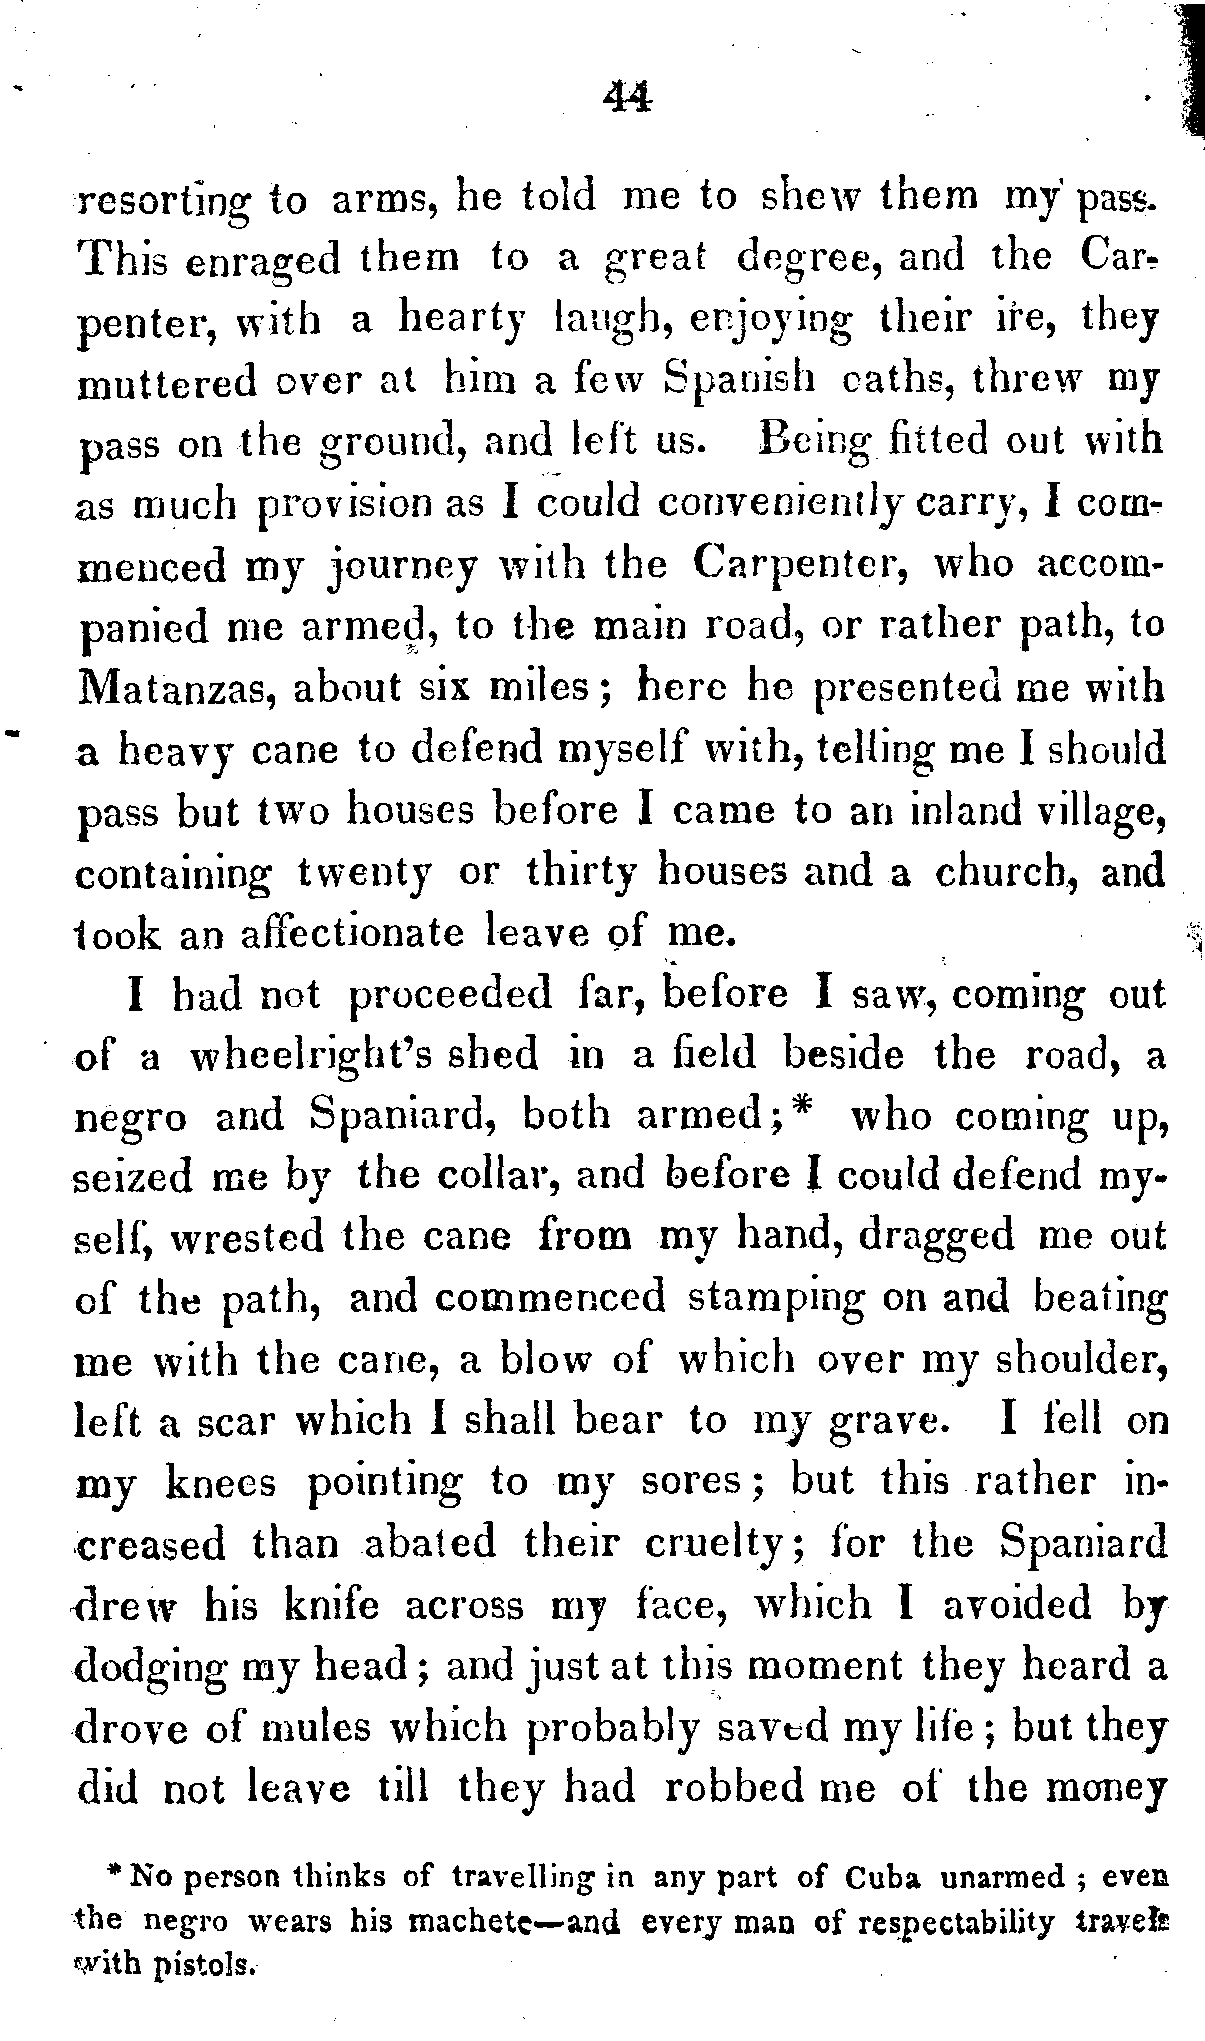 44
resorting to arms, he told me to shew them my pass.
This enraged them to a great degree, and the Car-
penter, with a hearty laugh, enjoying their ire, they
muttered over at him a few Spanish oaths, threw my
pass on the ground, and left us. Being fitted out with
as much provision as I could conveniently carry, I com-
menced my journey with the Carpenter, who accom-
panied me armed, to the main road, or rather path, to
Matanzas, about six miles; here he presented me with
a heavy cane to defend myself with, telling me I should
pass but two houses before I came to an inland village,
containing twenty or thirty houses and a church, and
took an affectionate leave of me.
I had not proceeded far, before I saw, coming out
of a wheelright's shed in a field beside the road, a
negro and Spaniard, both armed;* who coming up,
seized me by the collar, and before I could defend my-
self, wrested the cane from my hand, dragged me out
of the path, and commenced stamping on and beating
me with the cane, a blow of which over my shoulder,
left a scar which I shall bear to my grave. I fell on
my knees pointing to my sores; but this rather in-
creased than abated their cruelty; for the Spaniard
drew his knife across my face, which I avoided by
dodging my head; and just at this moment they heard a
drove of mules which probably saved my life; but they
did not leave till they had robbed me of the money
*No person thinks of travelling in any part of Cuba unarmed; even
the negro wears his machete—and every man of respectability travels
with pistols.